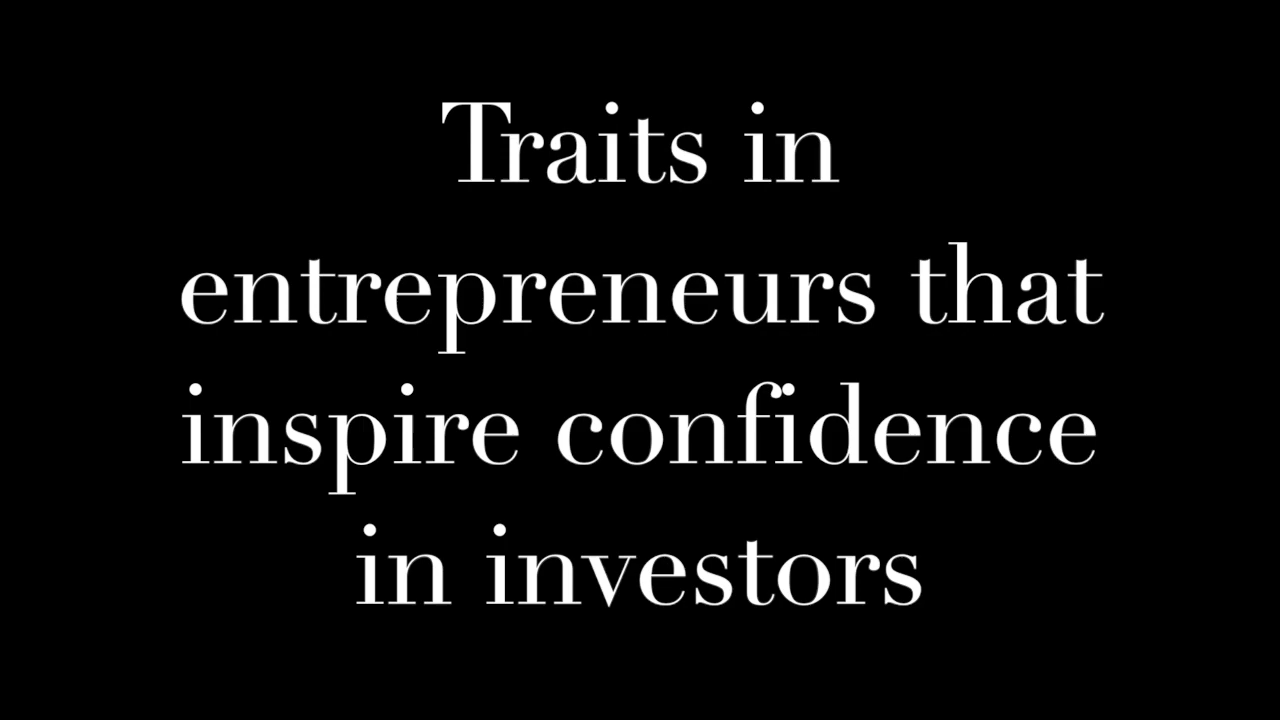 Traits in
entrepreneurs that
inspire confidence
in investors